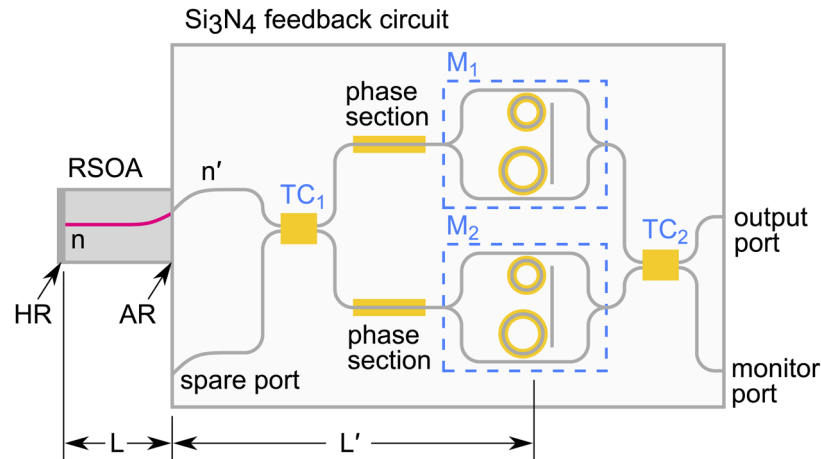 Si₃N₄ feedback circuit
M₁
phase
section
RSOA
n′
TC₁
n
M₂
TC₂
output
port
HR
AR
phase
section
spare port
monitor
port
L
L′